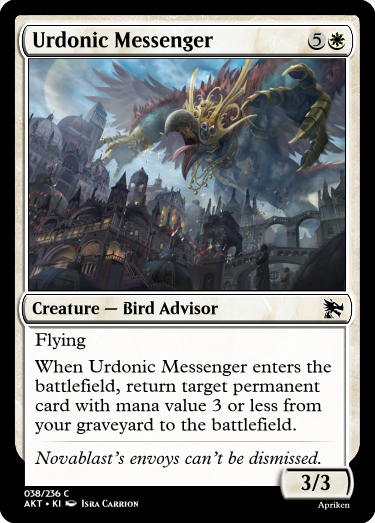 Urdonic Messenger 5
Creature — Bird Advisor
Flying
When Urdonic Messenger enters the
battlefield, return target permanent
card with mana value 3 or less from
your graveyard to the battlefield.
Novablast's envoys can't be dismissed.
3/3
038/236 C
AKT • KI Isra Carrion
Apriken